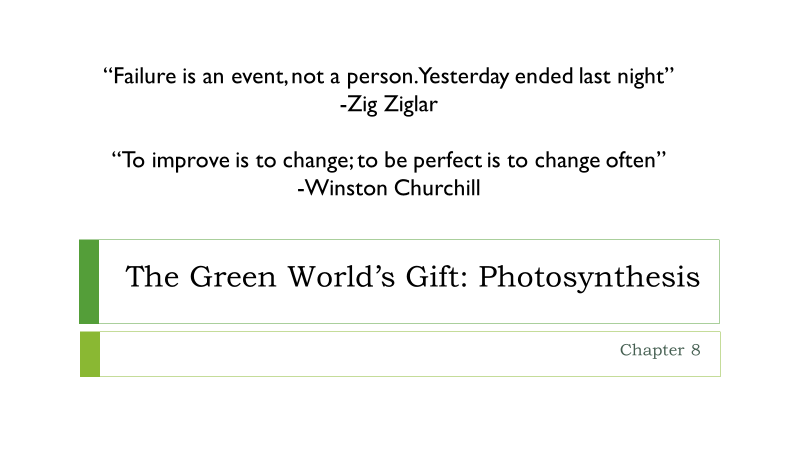 “Failure is an event, not a person. Yesterday ended last night”
-Zig Ziglar
“To improve is to change; to be perfect is to change often”
-Winston Churchill
The Green World’s Gift: Photosynthesis
Chapter 8